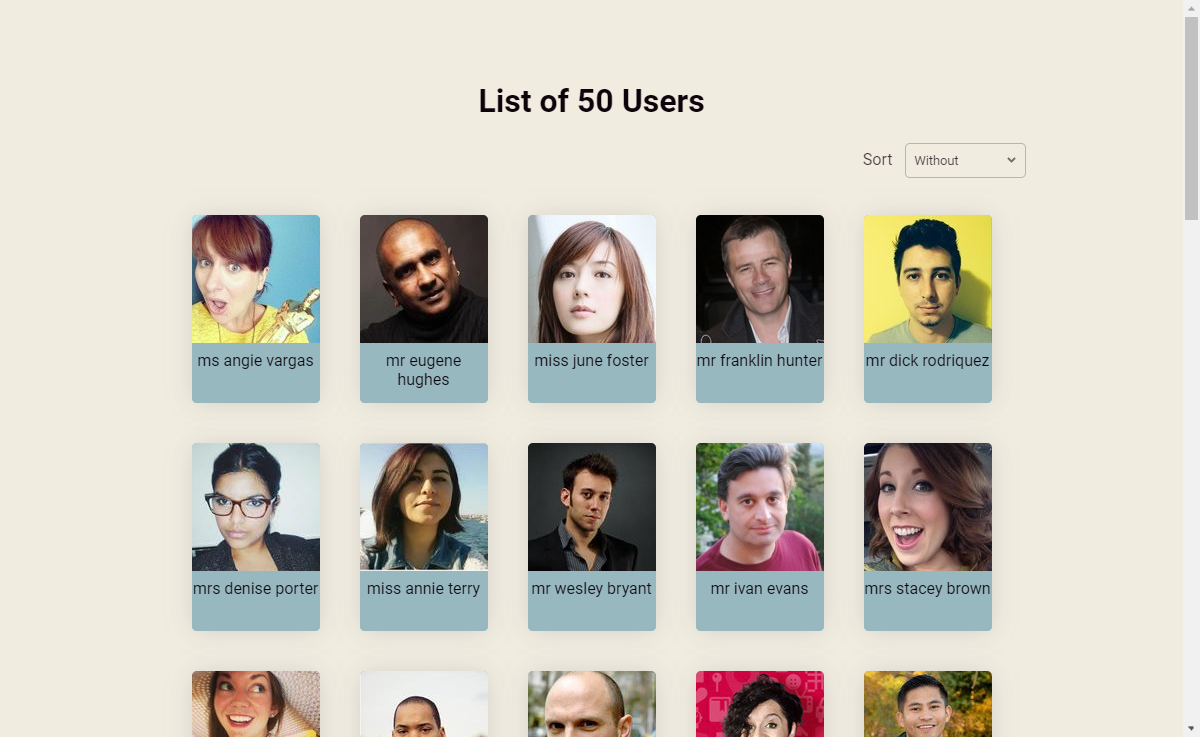 List of 50 Users
Sort Without
ms angie vargas
mr eugene
hughes
miss june foster
mr franklin hunter
mr dick rodriquez
mrs denise porter
miss annie terry
mr wesley bryant
mr ivan evans
mrs stacey brown